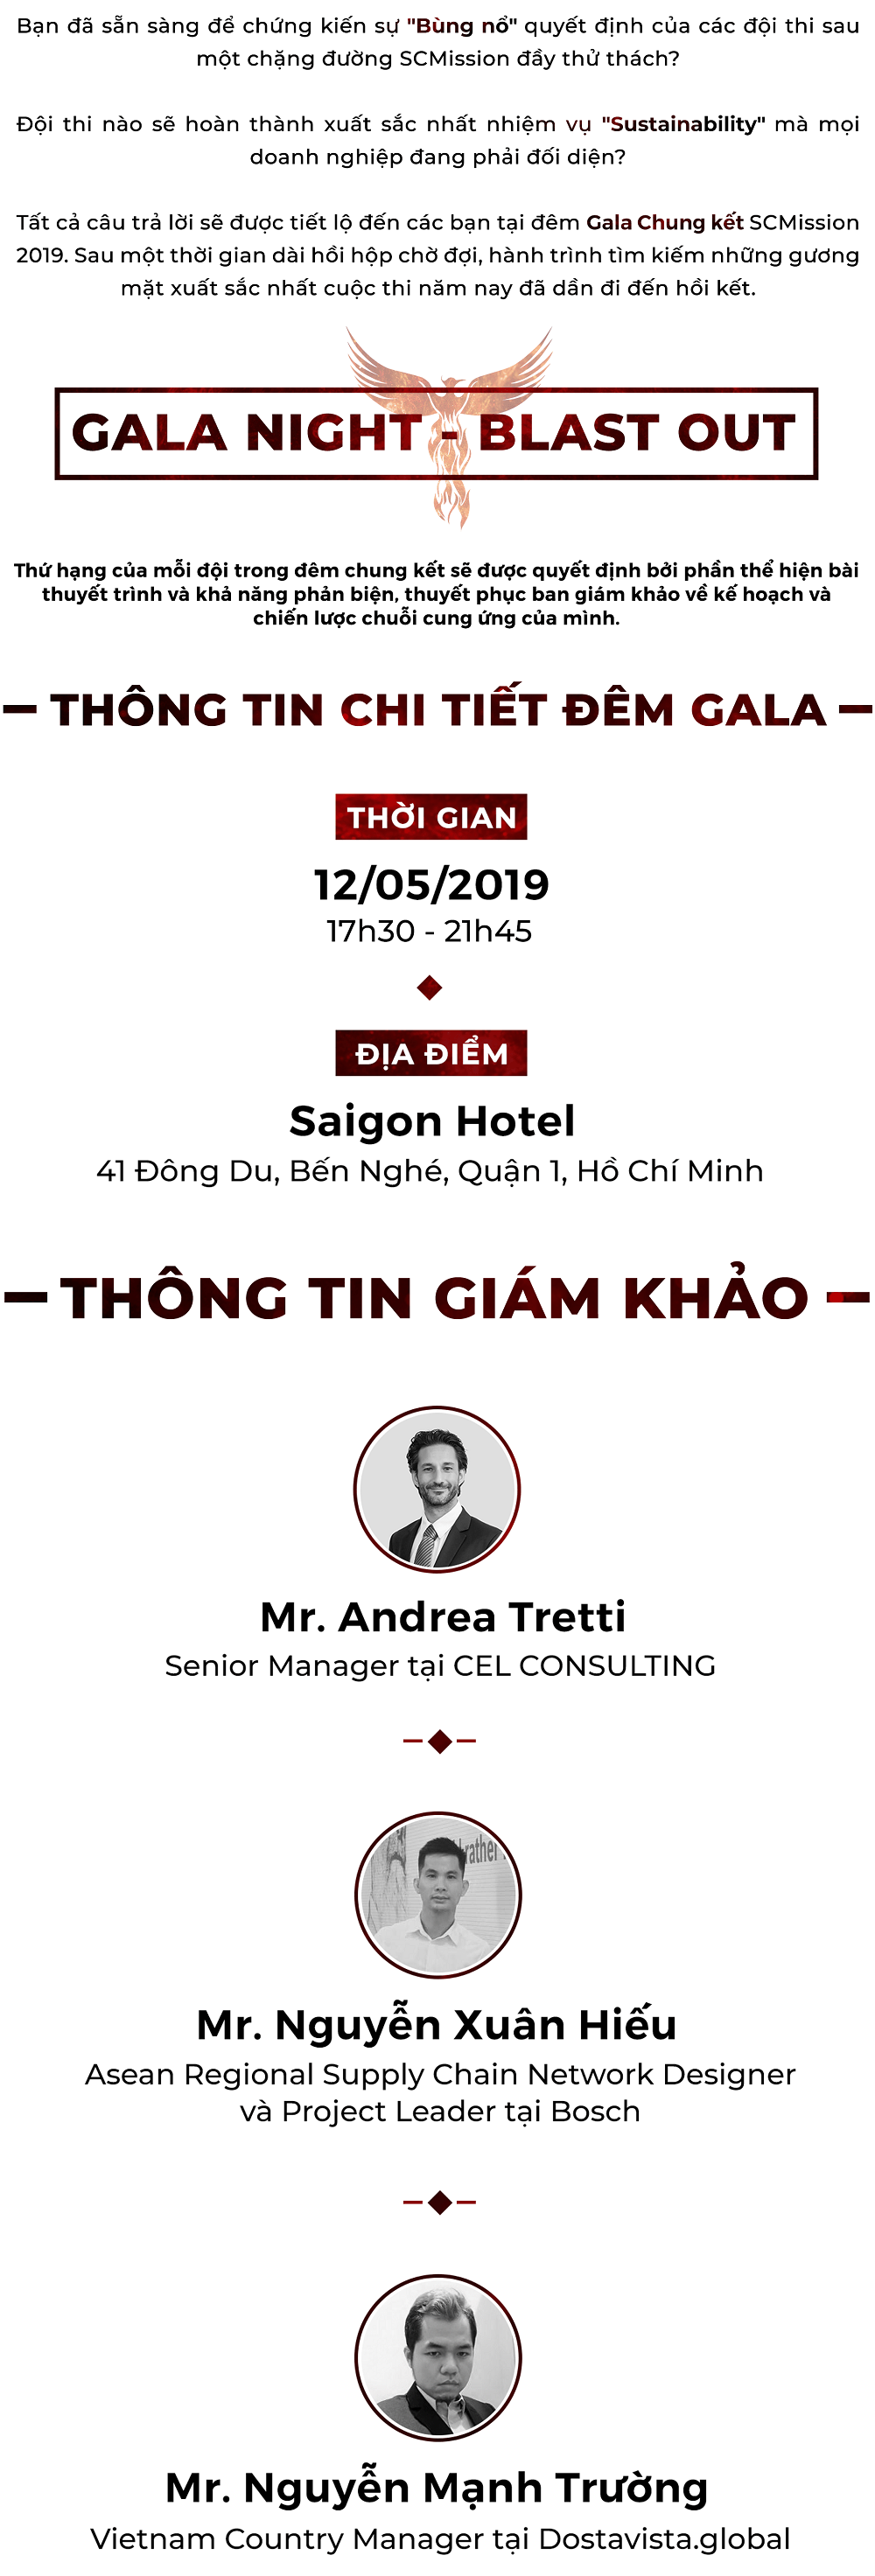 Bạn đã sẵn sàng để chứng kiến sự "Bùng nổ" quyết định của các đội thi sau
một chặng đường SCMission đầy thử thách?
Đội thi nào sẽ hoàn thành xuất sắc nhất nhiệm vụ "Sustainability" mà mọi
doanh nghiệp đang phải đối diện?
Tất cả câu trả lời sẽ được tiết lộ đến các bạn tại đêm Gala Chung kết SCMission
2019. Sau một thời gian dài hồi hộp chờ đợi, hành trình tìm kiếm những gương
mặt xuất sắc nhất cuộc thi năm nay đã dần đi đến hồi kết.
GALA NIGHT - BLAST OUT
Thứ hạng của mỗi đội trong đêm chung kết sẽ được quyết định bởi phần thể hiện bài
thuyết trình và khả năng phản biện, thuyết phục ban giám khảo về kế hoạch và
chiến lược chuỗi cung ứng của mình.
THÔNG TIN CHI TIẾT ĐÊM GALA
THỜI GIAN
12/05/2019
17h30 - 21h45
ĐỊA ĐIỂM
Saigon Hotel
41 Đông Du, Bến Nghé, Quận 1, Hồ Chí Minh
THÔNG TIN GIÁM KHẢO
Mr. Andrea Tretti
Senior Manager tại CEL CONSULTING
rather
Mr. Nguyễn Xuân Hiếu
Asean Regional Supply Chain Network Designer
và Project Leader tại Bosch
Mr. Nguyễn Mạnh Trường
Vietnam Country Manager tại Dostavista.global